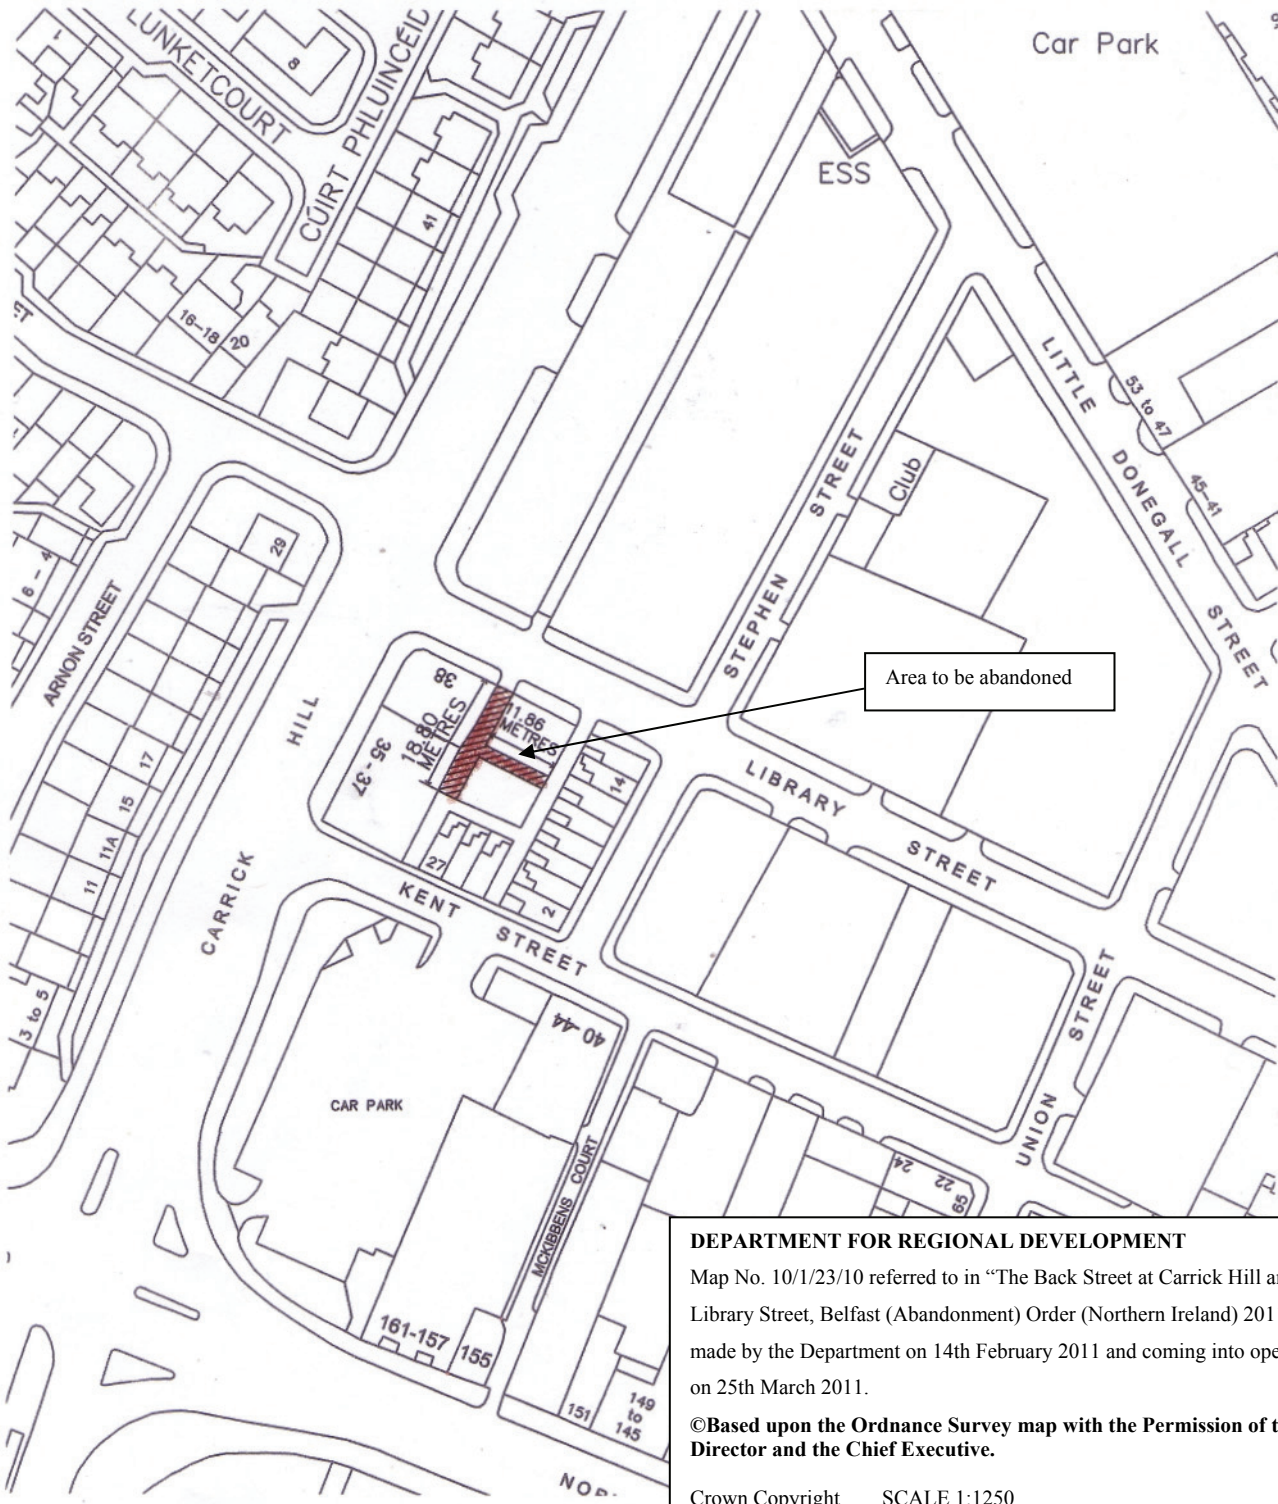 LUNKETCOURT
8
CÚIRT PHLUINCÉID
Car Park
ESS
41
16-18
20
ET
LITTLE DONEGALL STREET
53 to 47
45-41
Club
STEPHEN STREET
29
6 - 4
ARNON STREET
17
15
11A
11
3 to 5
CARRICK HILL
38
35 - 37
18.80
METRES
11.86
METRES
Area to be abandoned
14
2
27
KENT STREET
LIBRARY STREET
UNION STREET
40-44
CAR PARK
MCKIBBENS COURT
24
22
65
161-157
155
151
149
to
145
NOR
DEPARTMENT FOR REGIONAL DEVELOPMENT
Map No. 10/1/23/10 referred to in “The Back Street at Carrick Hill a
Library Street, Belfast (Abandonment) Order (Northern Ireland) 201
made by the Department on 14th February 2011 and coming into ope
on 25th March 2011.
©Based upon the Ordnance Survey map with the Permission of t
Director and the Chief Executive.
Crown Copyright SCALE 1:1250